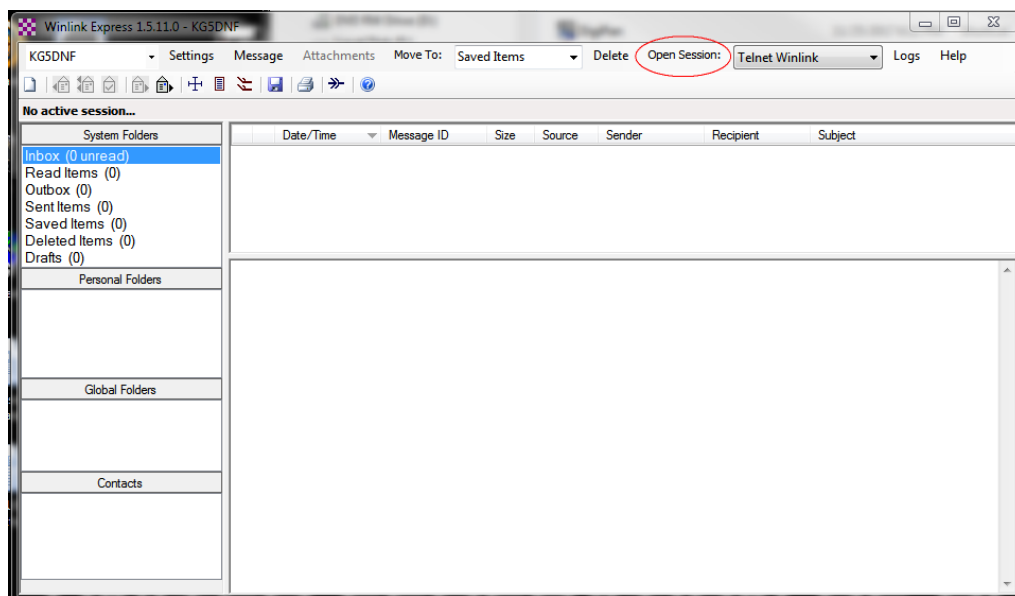 Winlink Express 1.5.11.0 - KG5DNF
KG5DNF Settings Message Attachments Move To: Saved Items Delete Open Session: Telnet Winlink Logs Help
No active session...
System Folders
Date/Time Message ID Size Source Sender Recipient Subject
Inbox (0 unread)
Read Items (0)
Outbox (0)
Sent Items (0)
Saved Items (0)
Deleted Items (0)
Drafts (0)
Personal Folders
Global Folders
Contacts